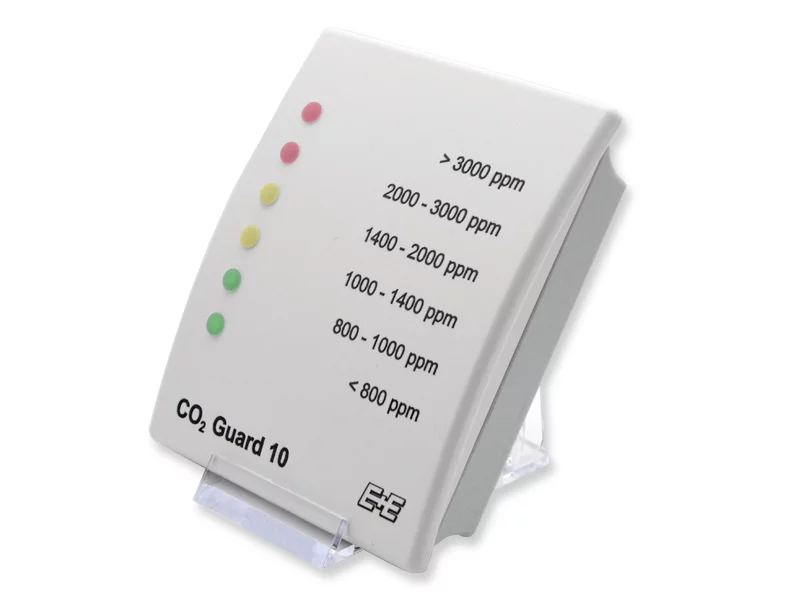 > 3000 ppm
2000 - 3000 ppm
1400 - 2000 ppm
1000 - 1400 ppm
800 - 1000 ppm
< 800 ppm
CO₂ Guard 10
E+E